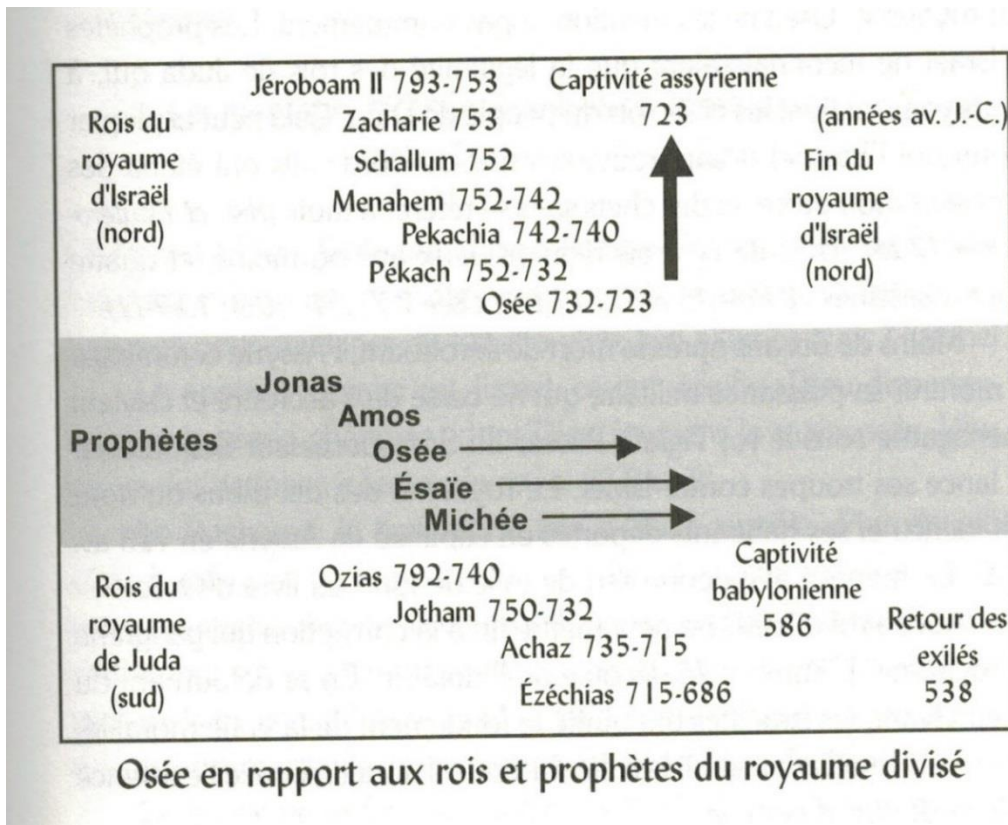 Jéroboam II 793-753
Captivité assyrienne
Rois du
Zacharie 753
723
(années av. J.-C.)
royaume
Schallum 752
Fin du
d'Israël
Menahem 752-742
royaume
(nord)
Pekachia 742-740
d'Israël
Pékach 752-732
(nord)
Osée 732-723
Jonas
Amos
Prophètes
Osée
Ésaïe
Michée
Rois du
Ozias 792-740
Captivité
royaume
Jotham 750-732
babylonienne
de Juda
Achaz 735-715
586
Retour des
(sud)
Ézéchias 715-686
exilés
538
Osée en rapport aux rois et prophètes du royaume divisé